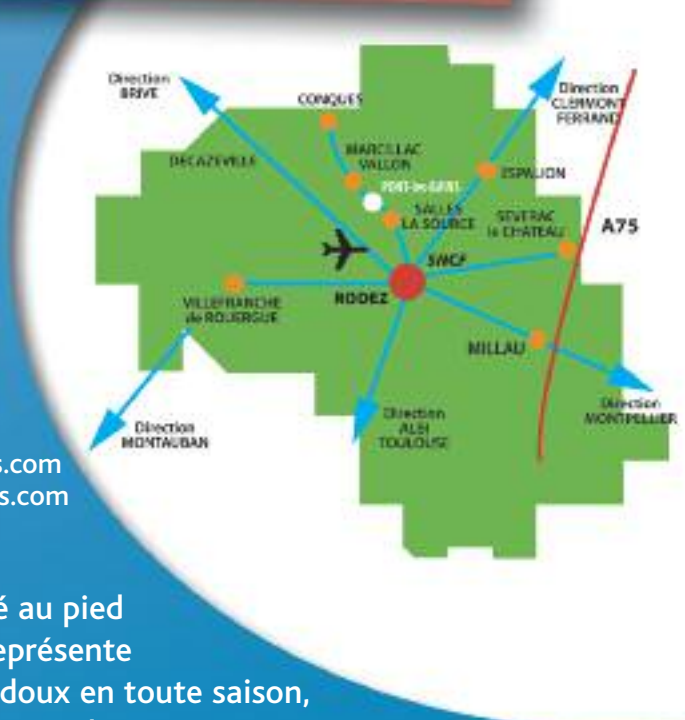 Direction
BRIVE
CONQUES
Direction
CLERMONT
FERRAND
DECAZEVILLE
MARCILLAC
VALLON
ESPALION
SALLES
LA SOURCE
SEVERAC
le CHATEAU
A75
SNCF
RODEZ
VILLEFRANCHE
de ROUERGUE
MILLAU
Direction
MONTAUBAN
Direction
ALBI
TOULOUSE
Direction
MONTPELLIER
s.com
s.com
é au pied
eprésente
doux en toute saison,